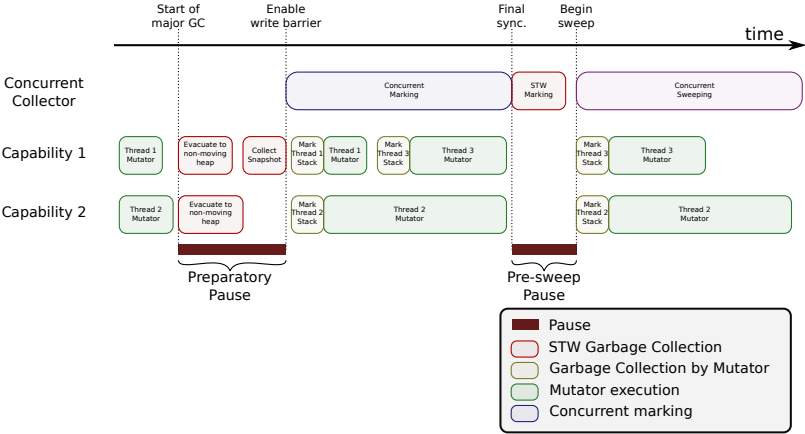 Start of
major GC
Enable
write barrier
Final
sync.
Begin
sweep
time
Concurrent
Collector
Concurrent
Marking
STW
Marking
Concurrent
Sweeping
Capability 1
Thread 1
Mutator
Evacuate to
non-moving
heap
Collect
Snapshot
Mark
Thread 1
Stack
Thread 1
Mutator
Mark
Thread 3
Stack
Thread 3
Mutator
Mark
Thread 3
Stack
Thread 3
Mutator
Capability 2
Thread 2
Mutator
Evacuate to
non-moving
heap
Mark
Thread 2
Stack
Thread 2
Mutator
Mark
Thread 2
Stack
Thread 2
Mutator
Preparatory
Pause
Pre-sweep
Pause
Pause
STW Garbage Collection
Garbage Collection by Mutator
Mutator execution
Concurrent marking